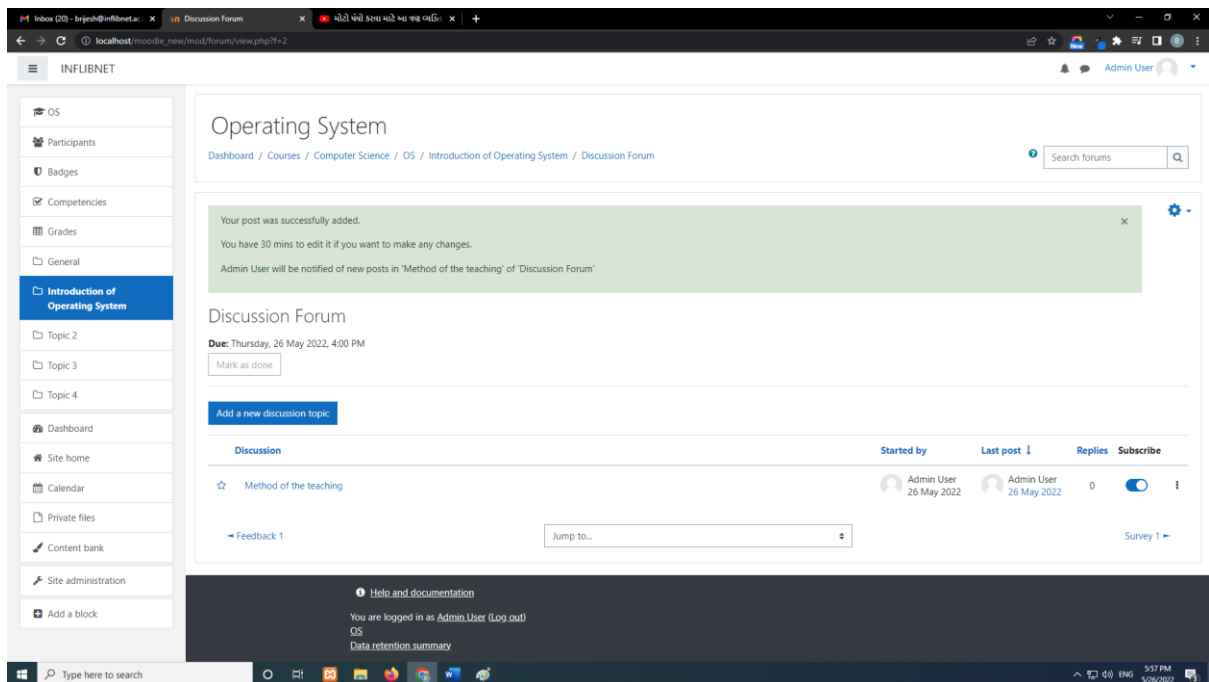 Inbox (20) - brijesh@inflibnet.ac.
Discussion Forum
મોટો ધંધો કરવા માટે આ ત્રણ વ્યક્તિ
localhost/moodle_new/mod/forum/view.php?f=2
New
B
INFLIBNET
Admin User
OS
Participants
Badges
Competencies
Grades
General
Introduction of
Operating System
Topic 2
Topic 3
Topic 4
Dashboard
Site home
Calendar
Private files
Content bank
Site administration
Add a block
Operating System
Dashboard / Courses / Computer Science / OS / Introduction of Operating System / Discussion Forum
Search forums
Your post was successfully added.
You have 30 mins to edit it if you want to make any changes.
Admin User will be notified of new posts in 'Method of the teaching' of 'Discussion Forum'
Discussion Forum
Due: Thursday, 26 May 2022, 4:00 PM
Mark as done
Add a new discussion topic
Discussion Started by Last post ↓ Replies Subscribe
Method of the teaching Admin User 26 May 2022 Admin User 26 May 2022 0
◄ Feedback 1 Jump to... Survey 1 ►
Help and documentation
You are logged in as Admin User (Log out)
OS
Data retention summary
Type here to search
ENG
5:57 PM
5/26/2022